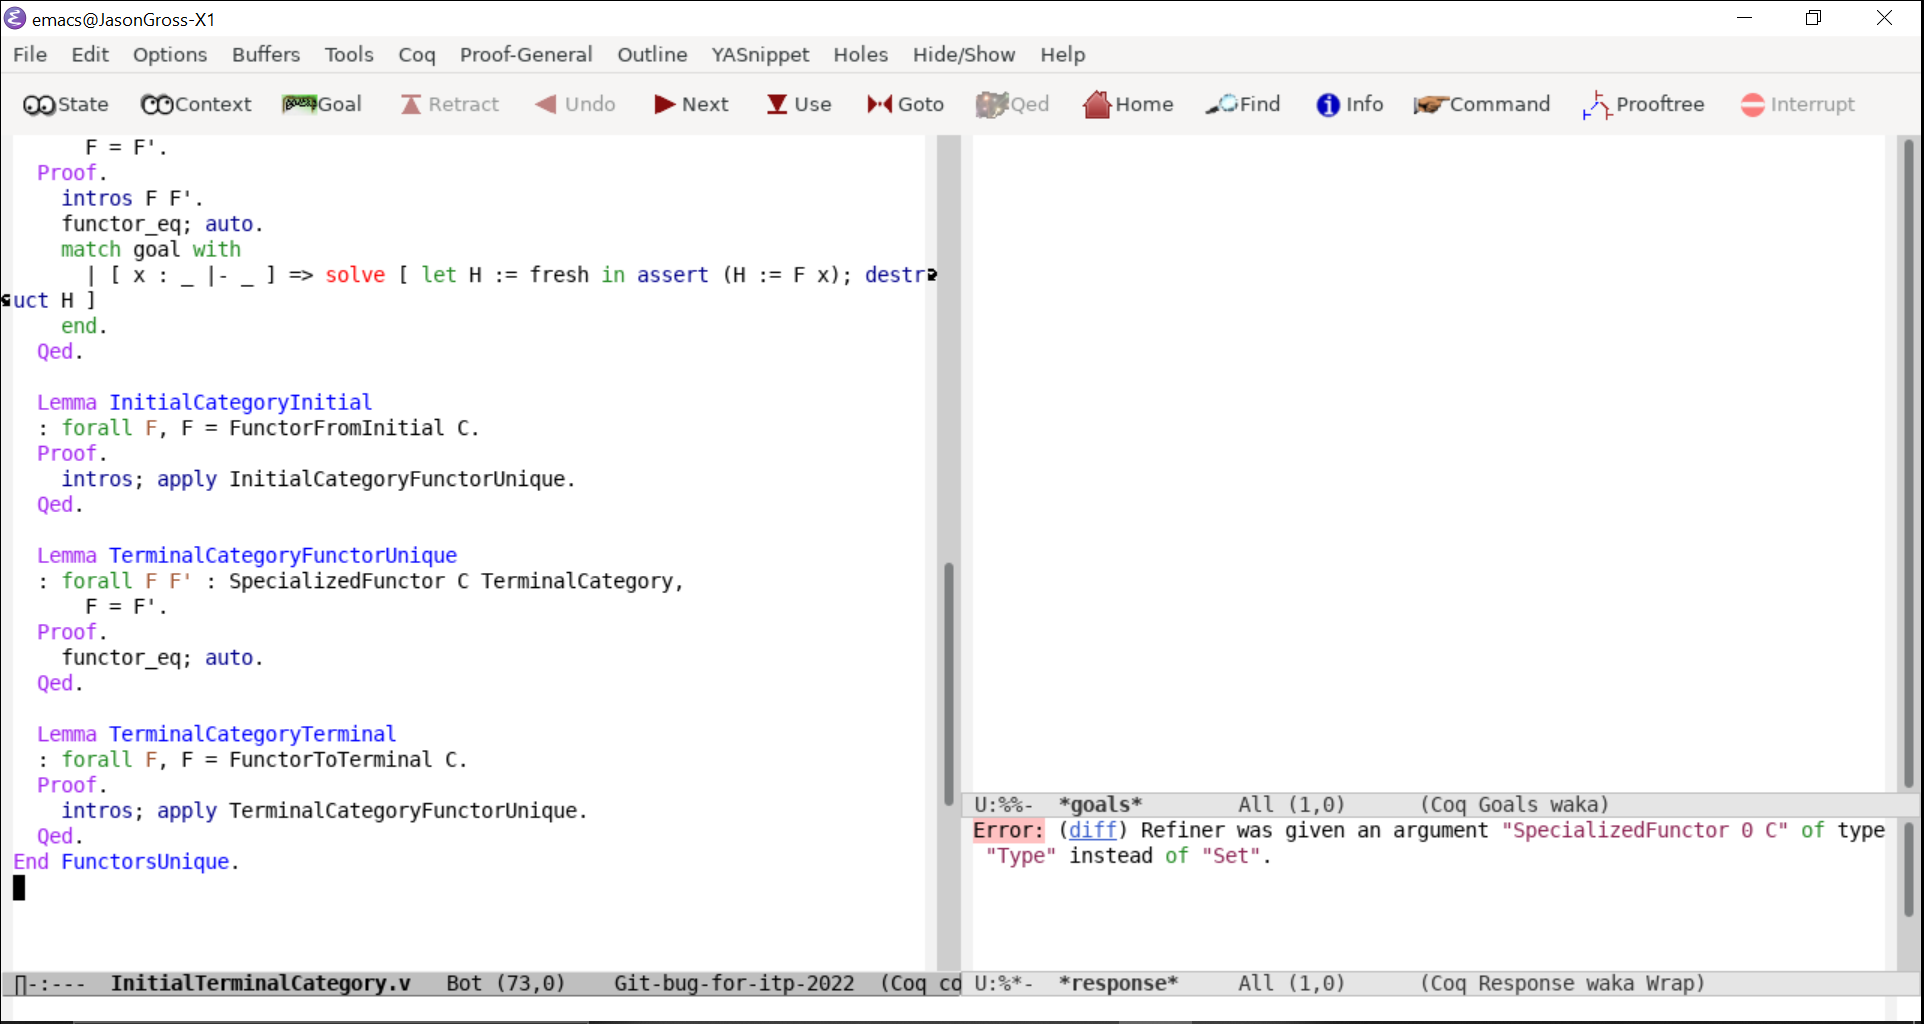 emacs@JasonGross-X1
File Edit Options Buffers Tools Coq Proof-General Outline YASnippet Holes Hide/Show Help
State Context Goal Retract Undo Next Use Goto Qed Home Find Info Command Prooftree Interrupt
F = F'.
Proof.
intros F F'.
functor_eq; auto.
match goal with
| [ x : _ |- _ ] => solve [ let H := fresh in assert (H := F x); destr
uct H ]
end.
Qed.
Lemma InitialCategoryInitial
: forall F, F = FunctorFromInitial C.
Proof.
intros; apply InitialCategoryFunctorUnique.
Qed.
Lemma TerminalCategoryFunctorUnique
: forall F F' : SpecializedFunctor C TerminalCategory,
F = F'.
Proof.
functor_eq; auto.
Qed.
Lemma TerminalCategoryTerminal
: forall F, F = FunctorToTerminal C.
Proof.
intros; apply TerminalCategoryFunctorUnique.
Qed.
End FunctorsUnique.
-:--- InitialTerminalCategory.v Bot (73,0) Git-bug-for-itp-2022 (Coq co
U:%%- *goals* All (1,0) (Coq Goals waka)
Error: (diff) Refiner was given an argument "SpecializedFunctor 0 C" of type
"Type" instead of "Set".
U:%*- *response* All (1,0) (Coq Response waka Wrap)